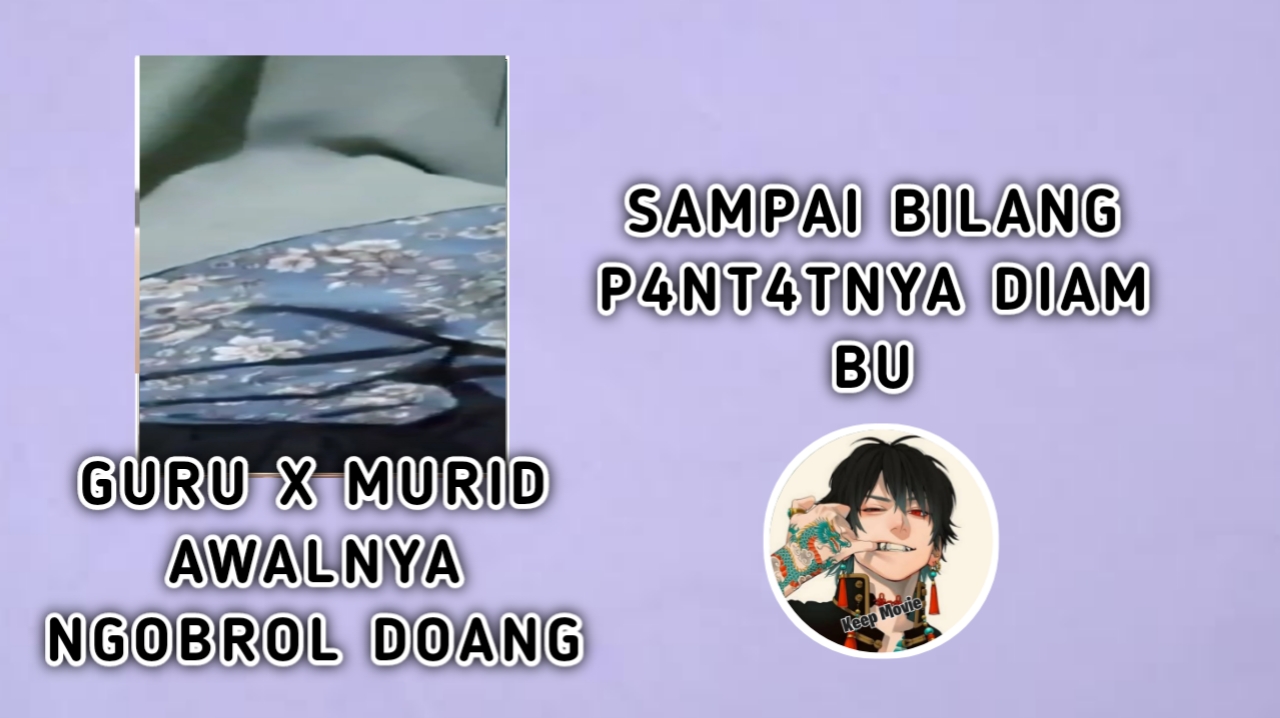 GURU X MURID
AWALNYA
NGOBROL DOANG
SAMPAI BILANG
P4NT4TNYA DIAM
BU
Keep Movie